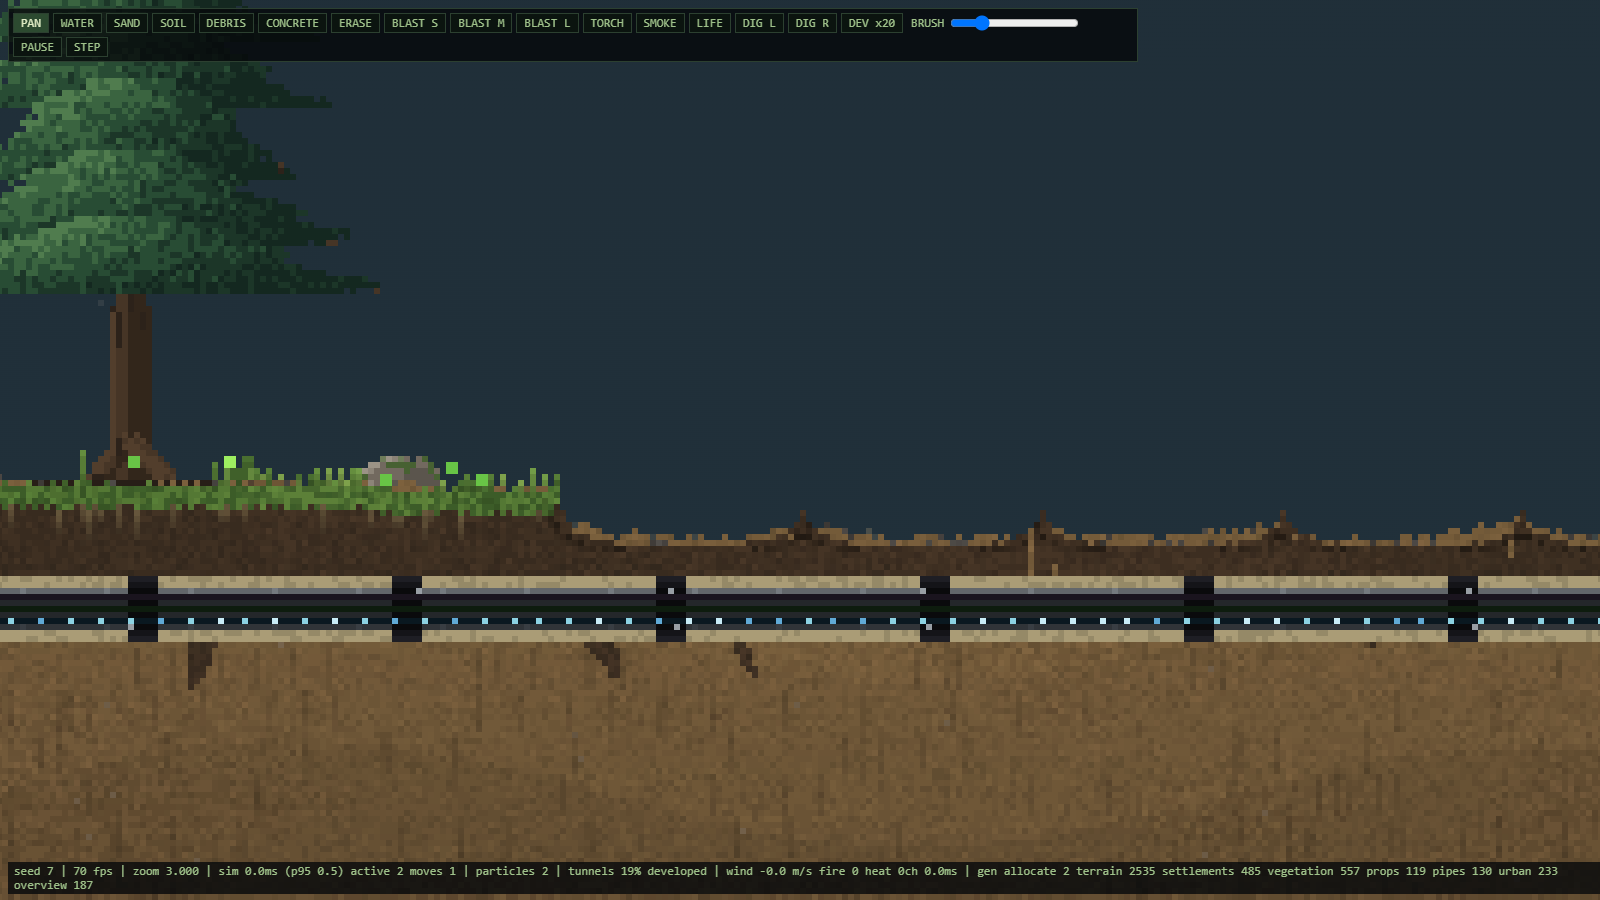 PAN WATER SAND SOIL DEBRIS CONCRETE ERASE BLAST S BLAST M BLAST L TORCH SMOKE LIFE DIG L DIG R DEV x20 BRUSH
PAUSE STEP
seed 7 | 70 fps | zoom 3.000 | sim 0.0ms (p95 0.5) active 2 moves 1 | particles 2 | tunnels 19% developed | wind -0.0 m/s fire 0 heat 0ch 0.0ms | gen allocate 2 terrain 2535 settlements 485 vegetation 557 props 119 pipes 130 urban 233
overview 187